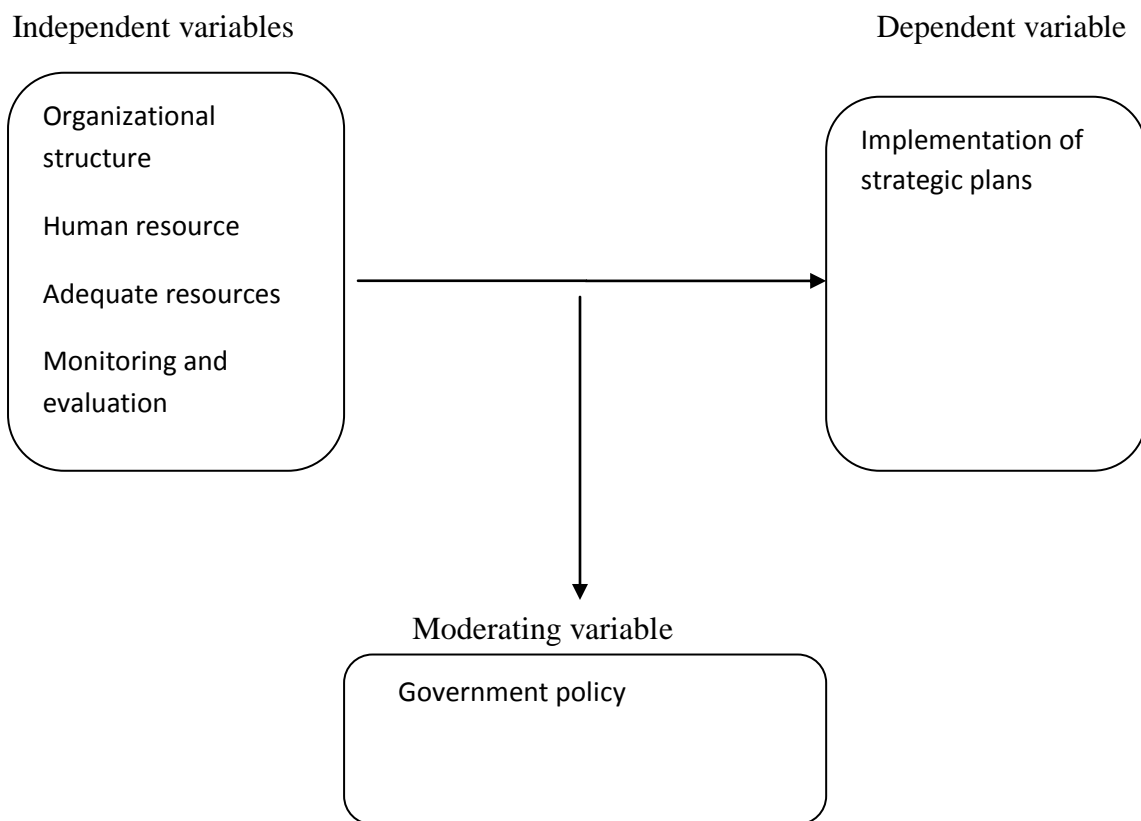 Independent variables
Dependent variable
Organizational
structure
Human resource
Adequate resources
Monitoring and
evaluation
Implementation of
strategic plans
Moderating variable
Government policy